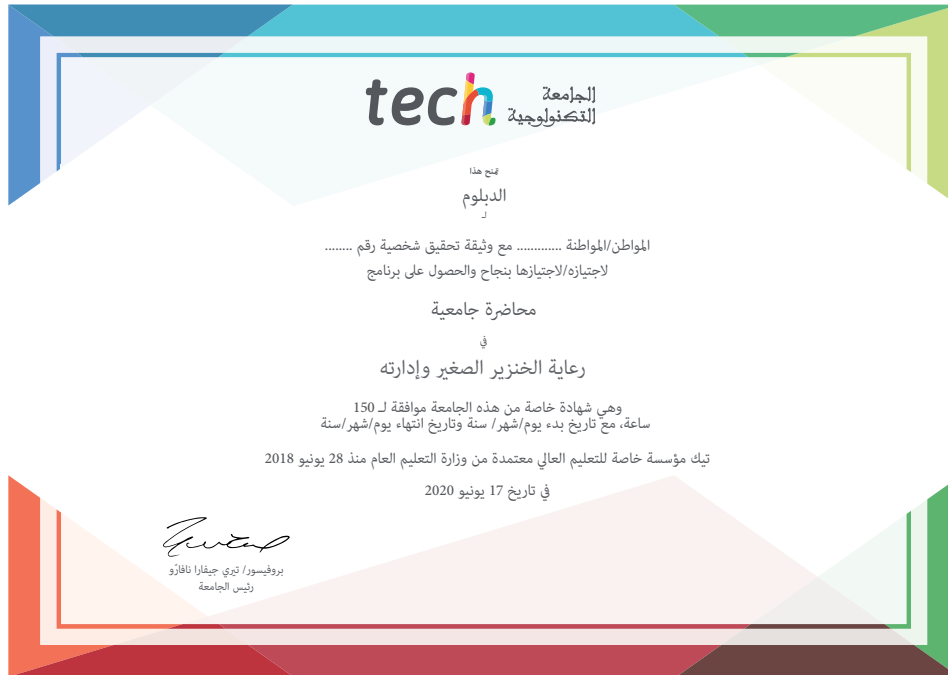 tech
الجامعة
التكنولوجية
يمنح هذا
الدبلوم
لـ
المواطن/المواطنة ............. مع وثيقة تحقيق شخصية رقم ........
لاجتيازه/لاجتيازها بنجاح والحصول على برنامج
محاضرة جامعية
في
رعاية الخنزير الصغير وإدارته
وهي شهادة خاصة من هذه الجامعة موافقة لـ 150
ساعة، مع تاريخ بدء يوم/شهر/ سنة وتاريخ انتهاء يوم/شهر/سنة
تيك مؤسسة خاصة للتعليم العالي معتمدة من وزارة التعليم العام منذ 28 يونيو 2018
في تاريخ 17 يونيو 2020
بروفيسور/ تيري جيفارا نافارّو
رئيس الجامعة